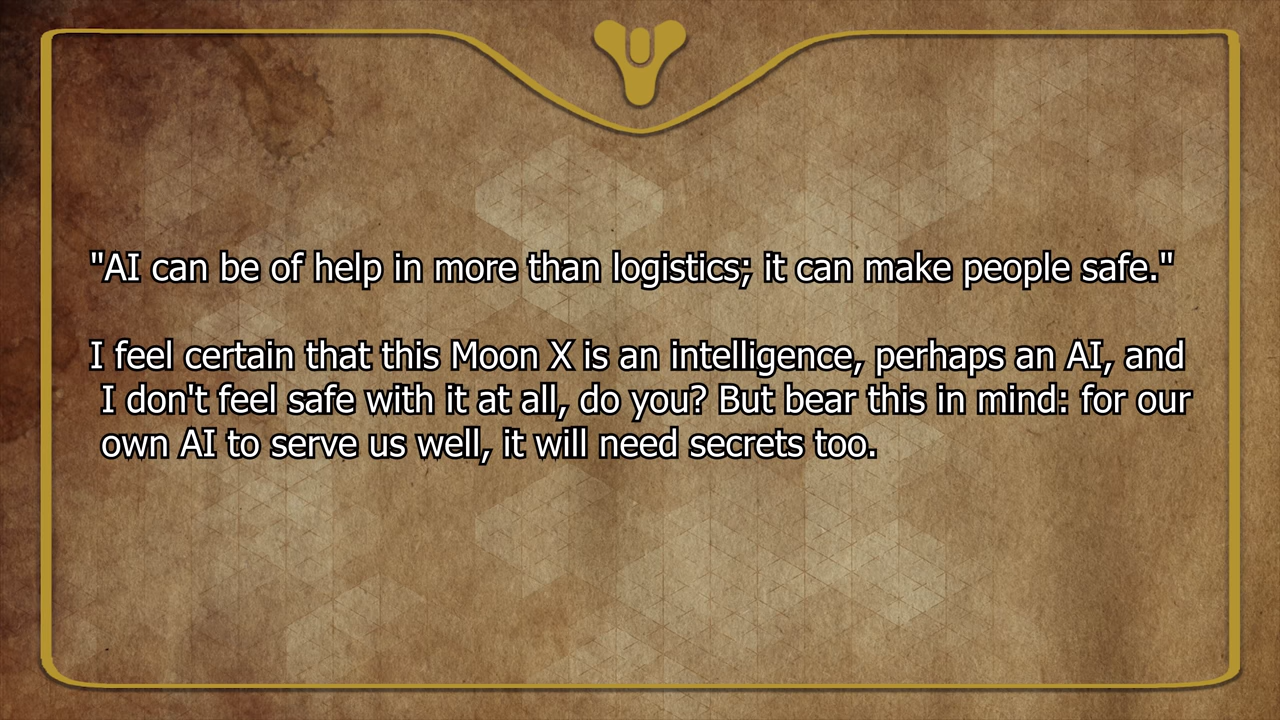 "AI can be of help in more than logistics; it can make people safe."
I feel certain that this Moon X is an intelligence, perhaps an AI, and
I don't feel safe with it at all, do you? But bear this in mind: for our
own AI to serve us well, it will need secrets too.